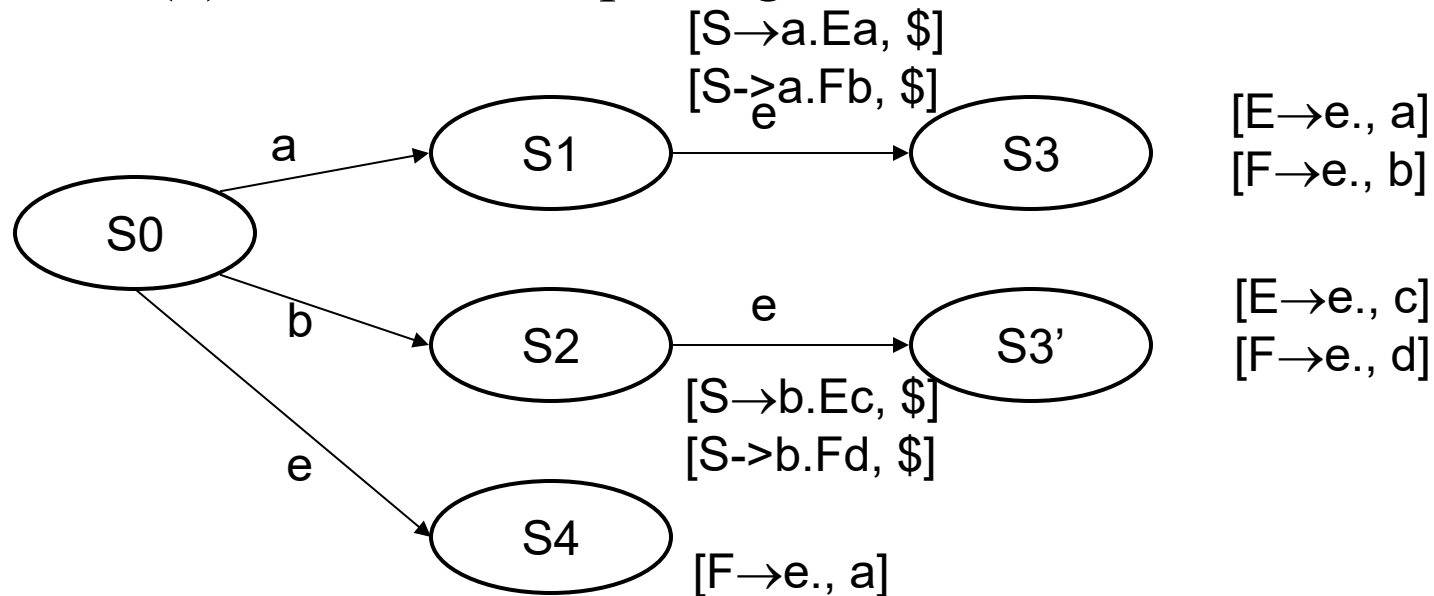 [S→a.Ea, $]
[S->a.Fb, $]
a
S1
e
S3
[E→e., a]
[F→e., b]
S0
b
S2
e
S3’
[E→e., c]
[F→e., d]
[S→b.Ec, $]
[S->b.Fd, $]
e
S4
[F→e., a]